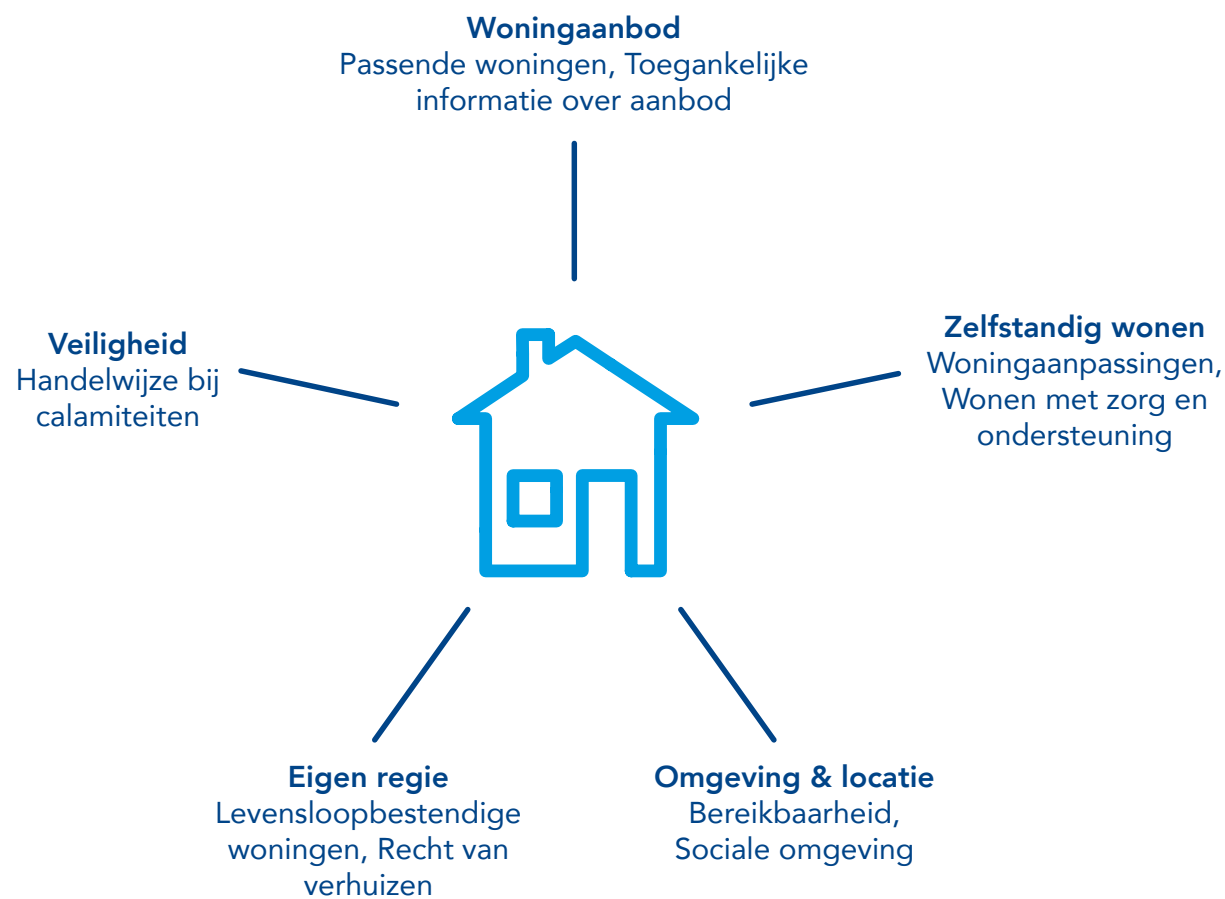 Woningaanbod
Passende woningen, Toegankelijke
informatie over aanbod
Veiligheid
Handelwijze bij
calamiteiten
Zelfstandig wonen
Woningaanpassingen,
Wonen met zorg en
ondersteuning
Eigen regie
Levensloopbestendige
woningen, Recht van
verhuizen
Omgeving & locatie
Bereikbaarheid,
Sociale omgeving